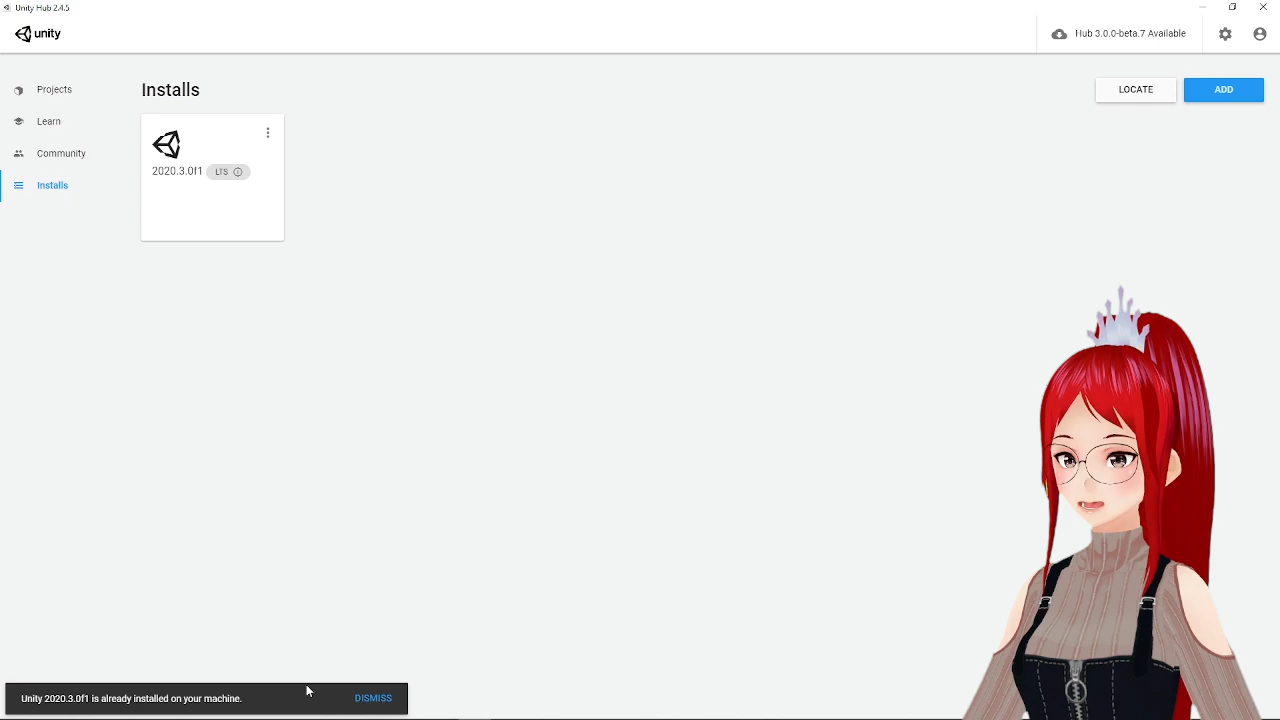 Unity Hub 2.4.5
unity
Hub 3.0.0-beta.7 Available
Projects
Learn
Community
Installs
Installs
LOCATE
ADD
2020.3.0f1
LTS
Unity 2020.3.0f1 is already installed on your machine.
DISMISS